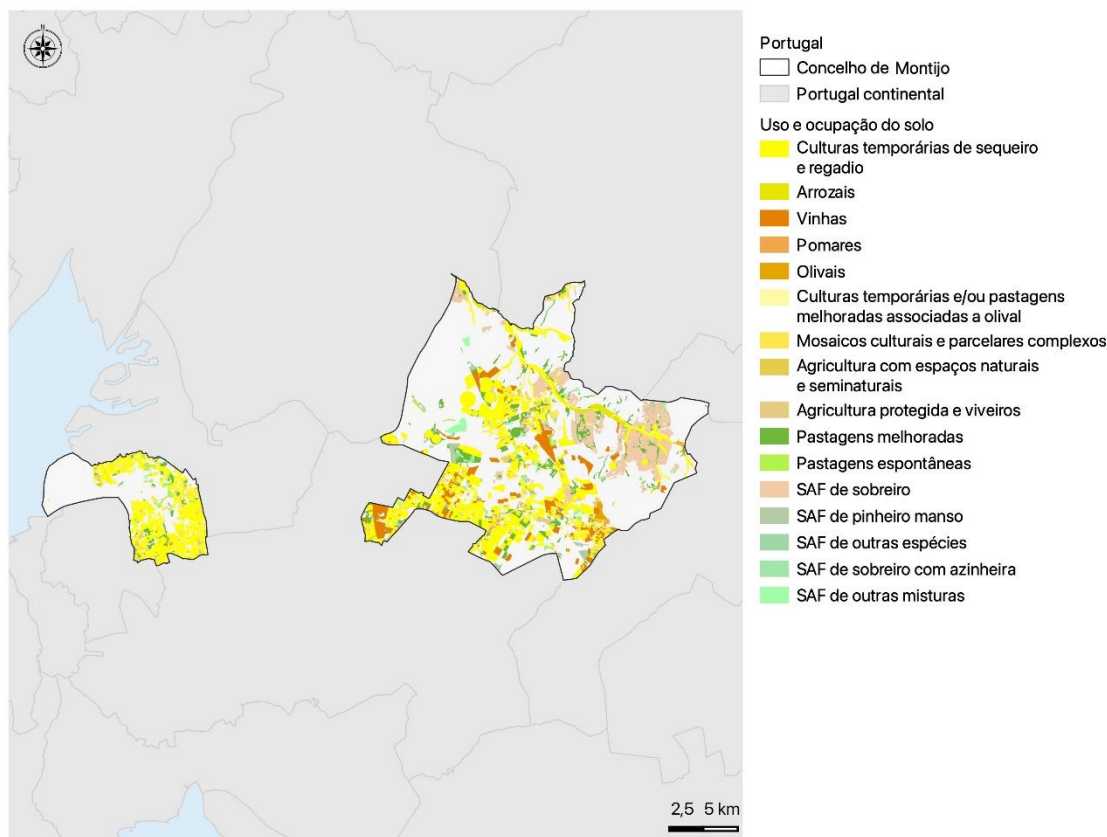 Portugal
Concelho de Montijo
Portugal continental
Uso e ocupação do solo
Culturas temporárias de sequeiro
e regadio
Arrozais
Vinhas
Pomares
Olivais
Culturas temporárias e/ou pastagens
melhoradas associadas a olival
Mosaicos culturais e parcelares complexos
Agricultura com espaços naturais
e seminaturais
Agricultura protegida e viveiros
Pastagens melhoradas
Pastagens espontâneas
SAF de sobreiro
SAF de pinheiro manso
SAF de outras espécies
SAF de sobreiro com azinheira
SAF de outras misturas
2,5 5 km